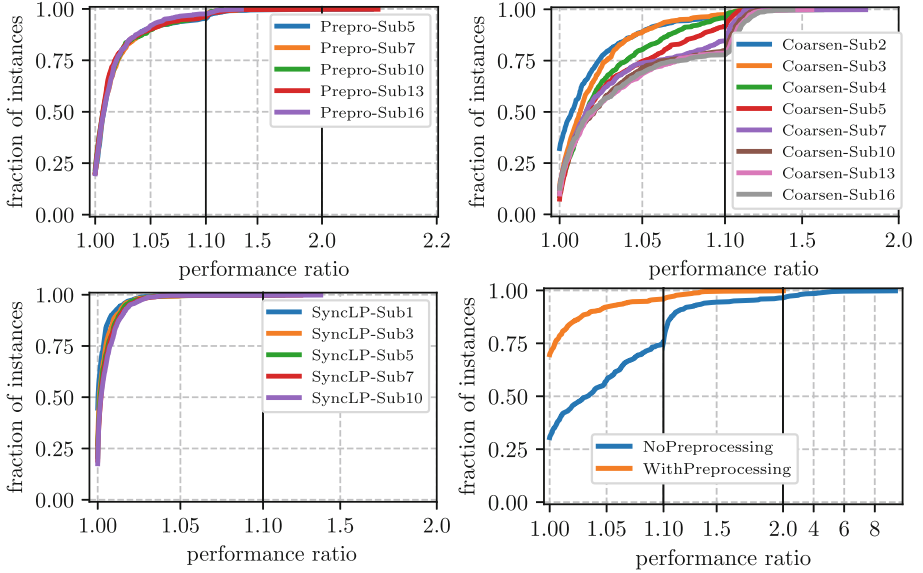 fraction of instances
1.00
0.75
0.50
0.25
0.00
Prepro-Sub5
Prepro-Sub7
Prepro-Sub10
Prepro-Sub13
Prepro-Sub16
1.00 1.05 1.10 1.5 2.0 2.2
performance ratio
fraction of instances
1.00
0.75
0.50
0.25
0.00
Coarsen-Sub2
Coarsen-Sub3
Coarsen-Sub4
Coarsen-Sub5
Coarsen-Sub7
Coarsen-Sub10
Coarsen-Sub13
Coarsen-Sub16
1.00 1.05 1.10 1.5 2.0
performance ratio
fraction of instances
1.00
0.75
0.50
0.25
0.00
SyncLP-Sub1
SyncLP-Sub3
SyncLP-Sub5
SyncLP-Sub7
SyncLP-Sub10
1.00 1.05 1.10 1.5 2.0
performance ratio
fraction of instances
1.00
0.75
0.50
0.25
0.00
NoPreprocessing
WithPreprocessing
1.00 1.05 1.10 1.5 2.0 4 6 8
performance ratio